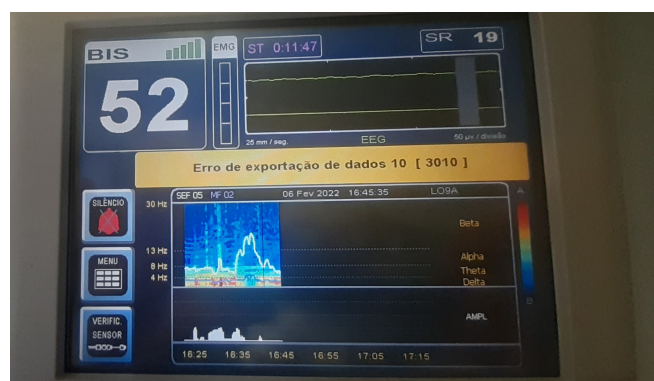 BIS
EMG
ST 0:11:47
SR 19
52
25 mm / seg.
EEG
50 µv / divisão
Erro de exportação de dados 10 [ 3010 ]
SILÊNCIO
MENU
VERIFIC.
SENSOR
SEF 05 MF 02 06 Fev 2022 16:45:35 LO9A
A
30 Hz
Beta
13 Hz
Alpha
8 Hz
Theta
4 Hz
Delta
B
AMPL
16:25 16:35 16:45 16:55 17:05 17:15